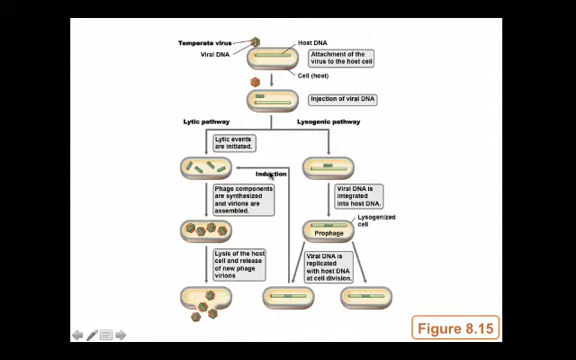 Temperate virus
Host DNA
Viral DNA
Attachment of the
virus to the host cell
Cell (host)
Injection of viral DNA
Lytic pathway
Lysogenic pathway
Lytic events
are initiated.
Induction
Phage components
are synthesized
and virions are
assembled.
Viral DNA is
integrated
into host DNA.
Lysogenized
cell
Prophage
Lysis of the host
cell and release
of new phage
virions
Viral DNA is
replicated
with host DNA
at cell division.
Figure 8.15